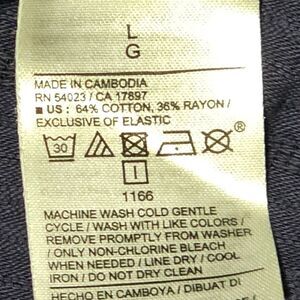 L
G
MADE IN CAMBODIA
RN 54023 / CA 17897
■ US : 64% COTTON, 36% RAYON /
EXCLUSIVE OF ELASTIC
30
®
I
1166
MACHINE WASH COLD GENTLE
CYCLE / WASH WITH LIKE COLORS /
REMOVE PROMPTLY FROM WASHER
/ ONLY NON-CHLORINE BLEACH
WHEN NEEDED / LINE DRY / COOL
IRON / DO NOT DRY CLEAN
HECHO EN CAMBOYA / DIBUAT DI